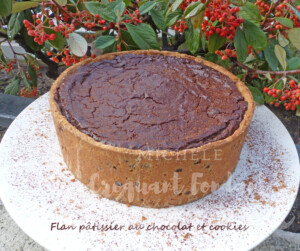 MICHELE
Croquant Fondant
Flan pâtissier au chocolat et cookies